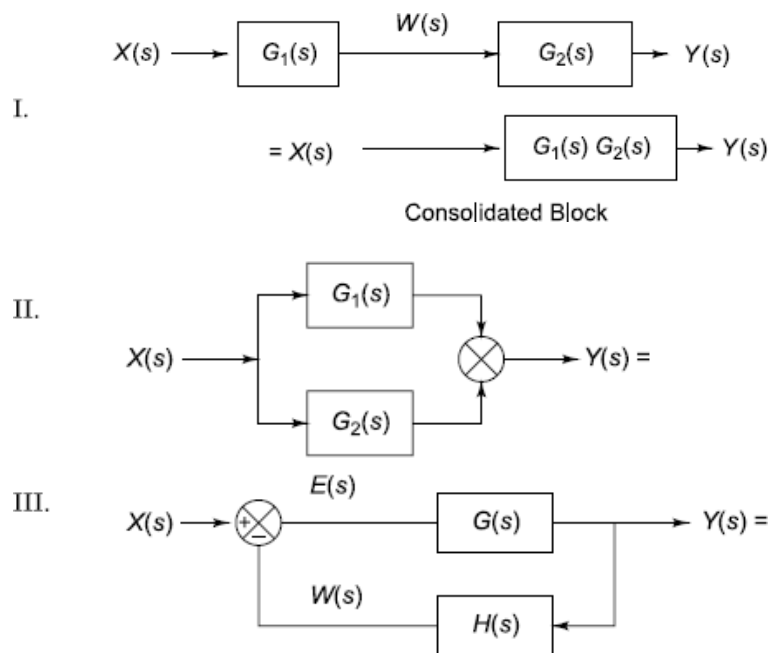 W(s)
X(s) G₁(s) G₂(s) Y(s)
I.
= X(s) G₁(s) G₂(s) Y(s)
Consolidated Block
G₁(s)
II.
X(s) Y(s) =
G₂(s)
E(s)
III.
X(s) + − G(s) Y(s) =
W(s)
H(s)